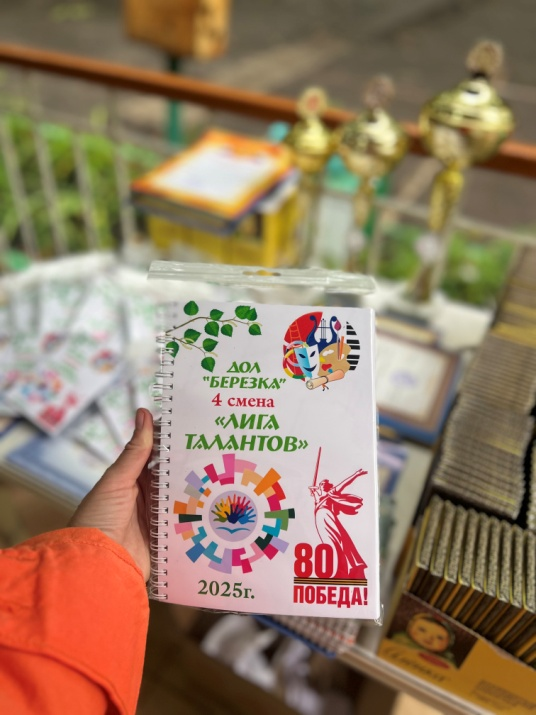 ДОЛ
"БЕРЕЗКА"
4 смена
«ЛИГА
ТАЛАНТОВ»
80
ПОБЕДА!
2025г.